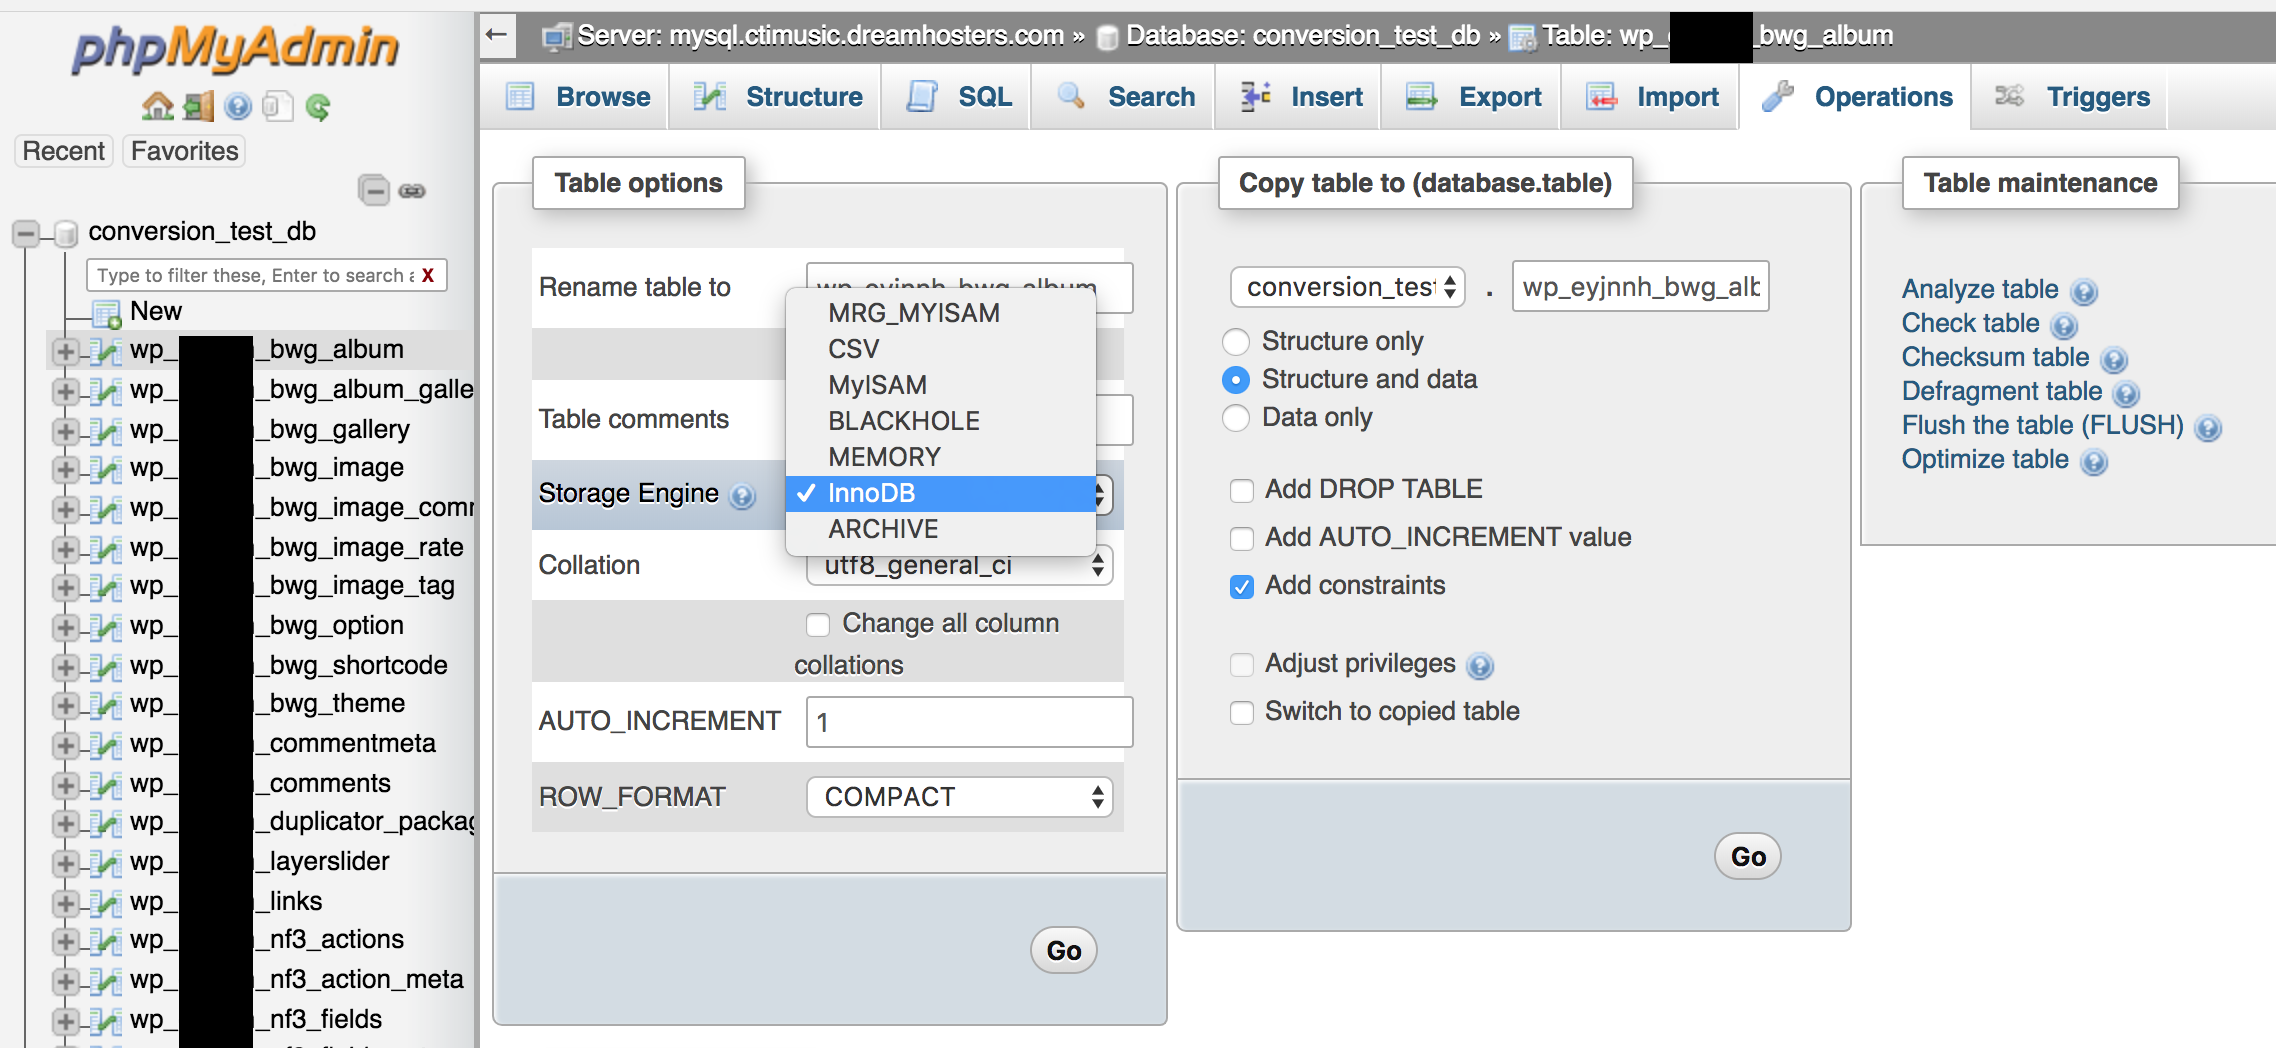 phpMyAdmin
Recent Favorites
conversion_test_db
Type to filter these, Enter to search a X
New
wp_ _bwg_album
wp_ _bwg_album_galle
wp_ _bwg_gallery
wp_ _bwg_image
wp_ _bwg_image_comm
wp_ _bwg_image_rate
wp_ _bwg_image_tag
wp_ _bwg_option
wp_ _bwg_shortcode
wp_ _bwg_theme
wp_ _commentmeta
wp_ _comments
wp_ _duplicator_packag
wp_ _layerslider
wp_ _links
wp_ _nf3_actions
wp_ _nf3_action_meta
wp_ _nf3_fields
Server: mysql.ctimusic.dreamhosters.com » Database: conversion_test_db » Table: wp_ _bwg_album
Browse Structure SQL Search Insert Export Import Operations Triggers
Table options
Rename table to wp_eyjnnh_bwg_album
Table comments
Storage Engine
MRG_MYISAM
CSV
MyISAM
BLACKHOLE
MEMORY
✓ InnoDB
ARCHIVE
Collation utf8_general_ci
Change all column
collations
AUTO_INCREMENT 1
ROW_FORMAT COMPACT
Go
Copy table to (database.table)
conversion_test . wp_eyjnnh_bwg_alb
Structure only
Structure and data
Data only
Add DROP TABLE
Add AUTO_INCREMENT value
Add constraints
Adjust privileges
Switch to copied table
Go
Table maintenance
Analyze table
Check table
Checksum table
Defragment table
Flush the table (FLUSH)
Optimize table